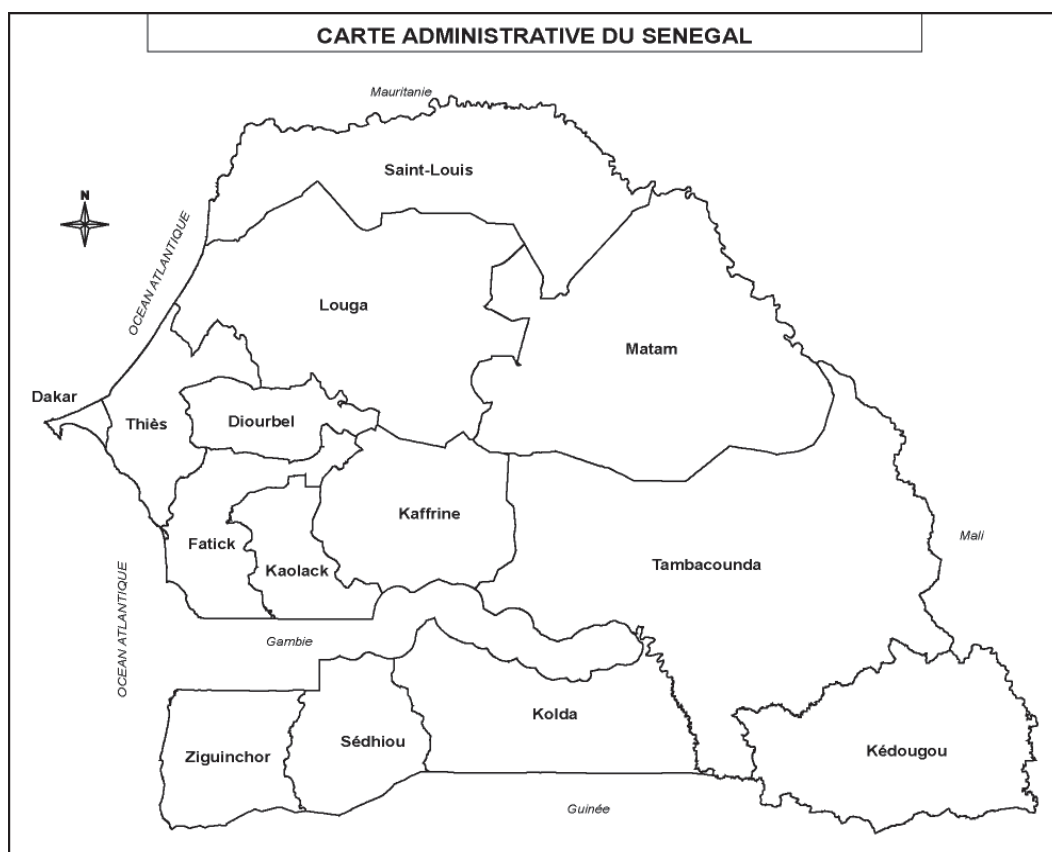 CARTE ADMINISTRATIVE DU SENEGAL
Mauritanie
Saint-Louis
N
OCEAN ATLANTIQUE
Louga
Matam
Dakar
Thiès
Diourbel
Kaffrine
Fatick
Kaolack
Tambacounda
Mali
OCEAN ATLANTIQUE
Gambie
Kolda
Sédhiou
Ziguinchor
Kédougou
Guinée